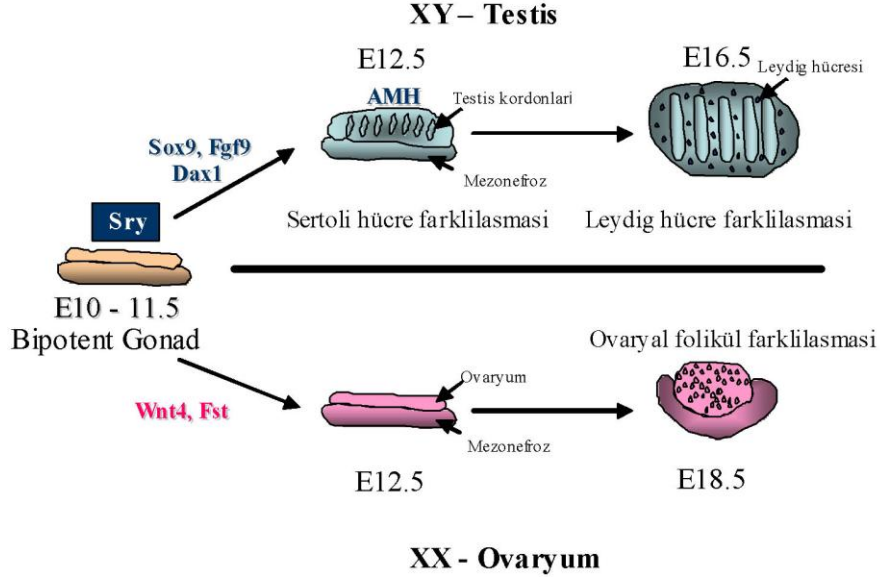 XY – Testis
E12.5
E16.5
Leydig hücresi
AMH
Testis kordonlari
Sox9, Fgf9
Dax1
Mezonefroz
Sry
Sertoli hücre farklilasmasi
Leydig hücre farklilasmasi
E10 - 11.5
Bipotent Gonad
Ovaryal folikül farklilasmasi
Ovaryum
Wnt4, Fst
Mezonefroz
E12.5
E18.5
XX - Ovaryum